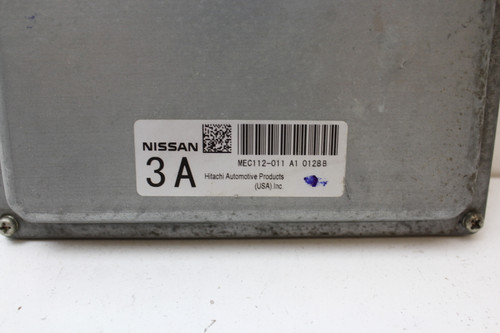 NISSAN
3A
MEC112-011 A1 0128B
Hitachi Automotive Products
(USA).Inc.